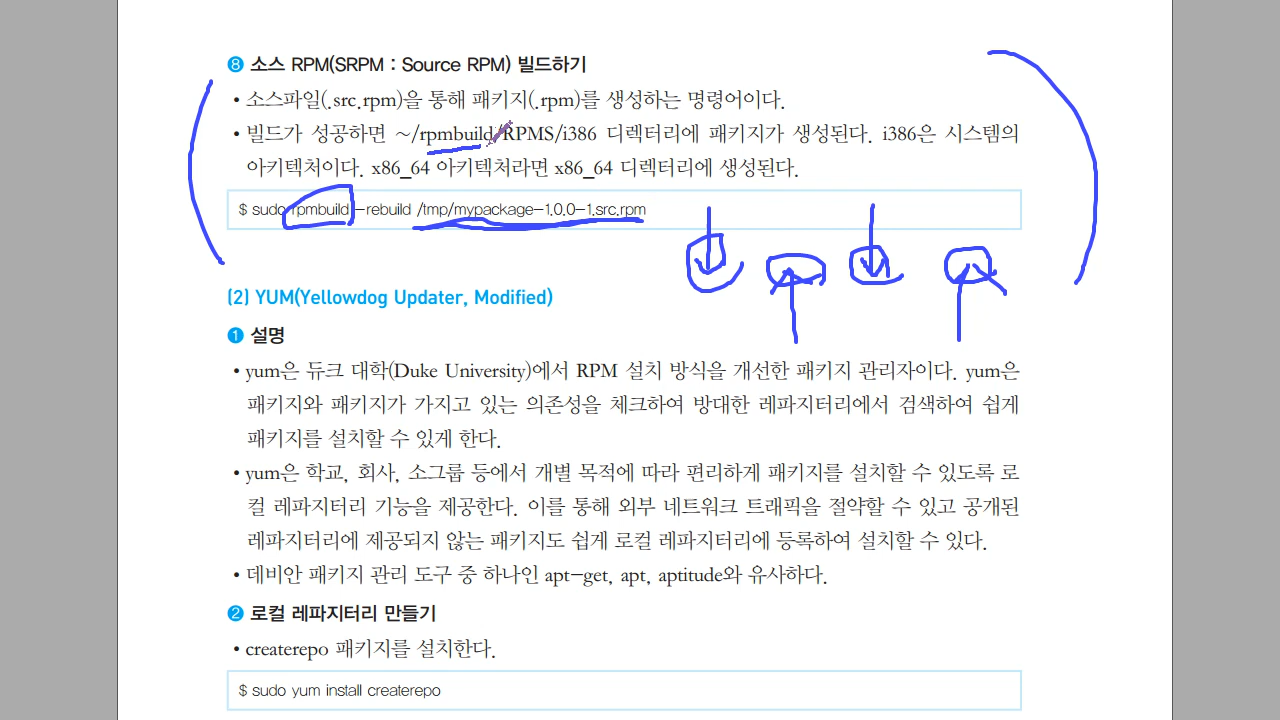 ❽ 소스 RPM(SRPM : Source RPM) 빌드하기
• 소스파일(.src.rpm)을 통해 패키지(.rpm)를 생성하는 명령어이다.
• 빌드가 성공하면 ~/rpmbuild/RPMS/i386 디렉터리에 패키지가 생성된다. i386은 시스템의
아키텍처이다. x86_64 아키텍처라면 x86_64 디렉터리에 생성된다.
$ sudo rpmbuild –rebuild /tmp/mypackage–1.0.0–1.src.rpm
(2) YUM(Yellowdog Updater, Modified)
❶ 설명
• yum은 듀크 대학(Duke University)에서 RPM 설치 방식을 개선한 패키지 관리자이다. yum은
패키지와 패키지가 가지고 있는 의존성을 체크하여 방대한 레파지터리에서 검색하여 쉽게
패키지를 설치할 수 있게 한다.
• yum은 학교, 회사, 소그룹 등에서 개별 목적에 따라 편리하게 패키지를 설치할 수 있도록 로
컬 레파지터리 기능을 제공한다. 이를 통해 외부 네트워크 트래픽을 절약할 수 있고 공개된
레파지터리에 제공되지 않는 패키지도 쉽게 로컬 레파지터리에 등록하여 설치할 수 있다.
• 데비안 패키지 관리 도구 중 하나인 apt–get, apt, aptitude와 유사하다.
❷ 로컬 레파지터리 만들기
• createrepo 패키지를 설치한다.
$ sudo yum install createrepo